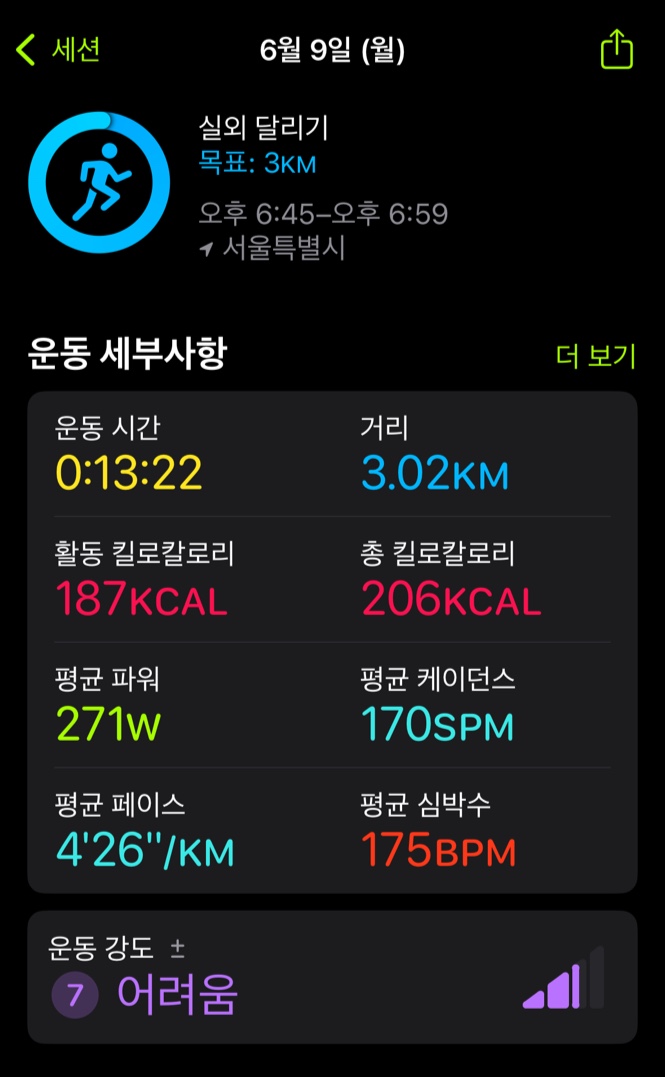 세션
6월 9일 (월)
실외 달리기
목표: 3KM
오후 6:45–오후 6:59
서울특별시
운동 세부사항
더 보기
운동 시간 거리
0:13:22 3.02KM
활동 킬로칼로리 총 킬로칼로리
187KCAL 206KCAL
평균 파워 평균 케이던스
271W 170SPM
평균 페이스 평균 심박수
4'26''/KM 175BPM
운동 강도 ±
7 어려움